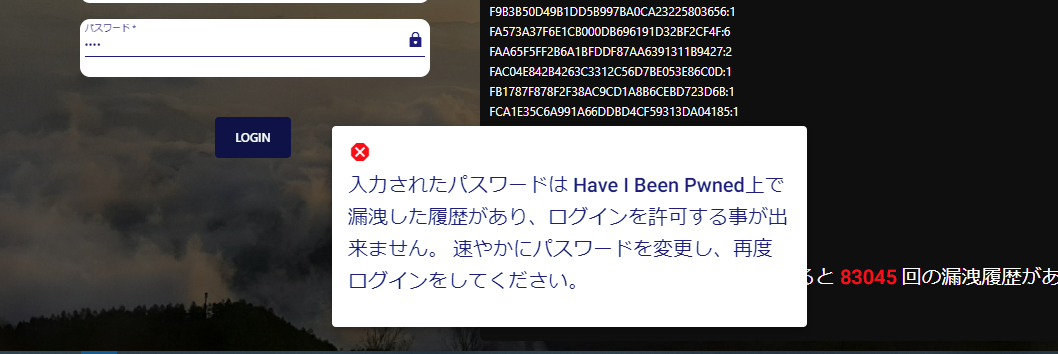 パスワード *
••••
LOGIN
F9B3B50D49B1DD5B997BA0CA23225803656:1
FA573A37F6E1CB000DB696191D32BF2CF4F:6
FAA65F5FF2B6A1BFDDF87AA6391311B9427:2
FAC04E842B4263C3312C56D7BE053E86C0D:1
FB1787F878F2F38AC9CD1A8B6CEBD723D6B:1
FCA1E35C6A991A66DDBD4CF59313DA04185:1
入力されたパスワードは Have I Been Pwned上で
漏洩した履歴があり、ログインを許可する事が出
来ません。 速やかにパスワードを変更し、再度
ログインをしてください。
ると 83045 回の漏洩履歴があ